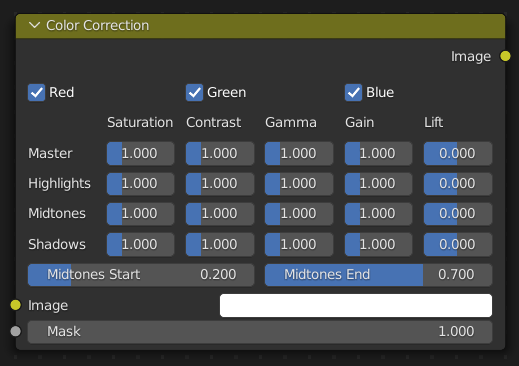 Color Correction
Image
Red Green Blue
Saturation Contrast Gamma Gain Lift
Master 1.000 1.000 1.000 1.000 0.000
Highlights 1.000 1.000 1.000 1.000 0.000
Midtones 1.000 1.000 1.000 1.000 0.000
Shadows 1.000 1.000 1.000 1.000 0.000
Midtones Start 0.200 Midtones End 0.700
Image
Mask 1.000